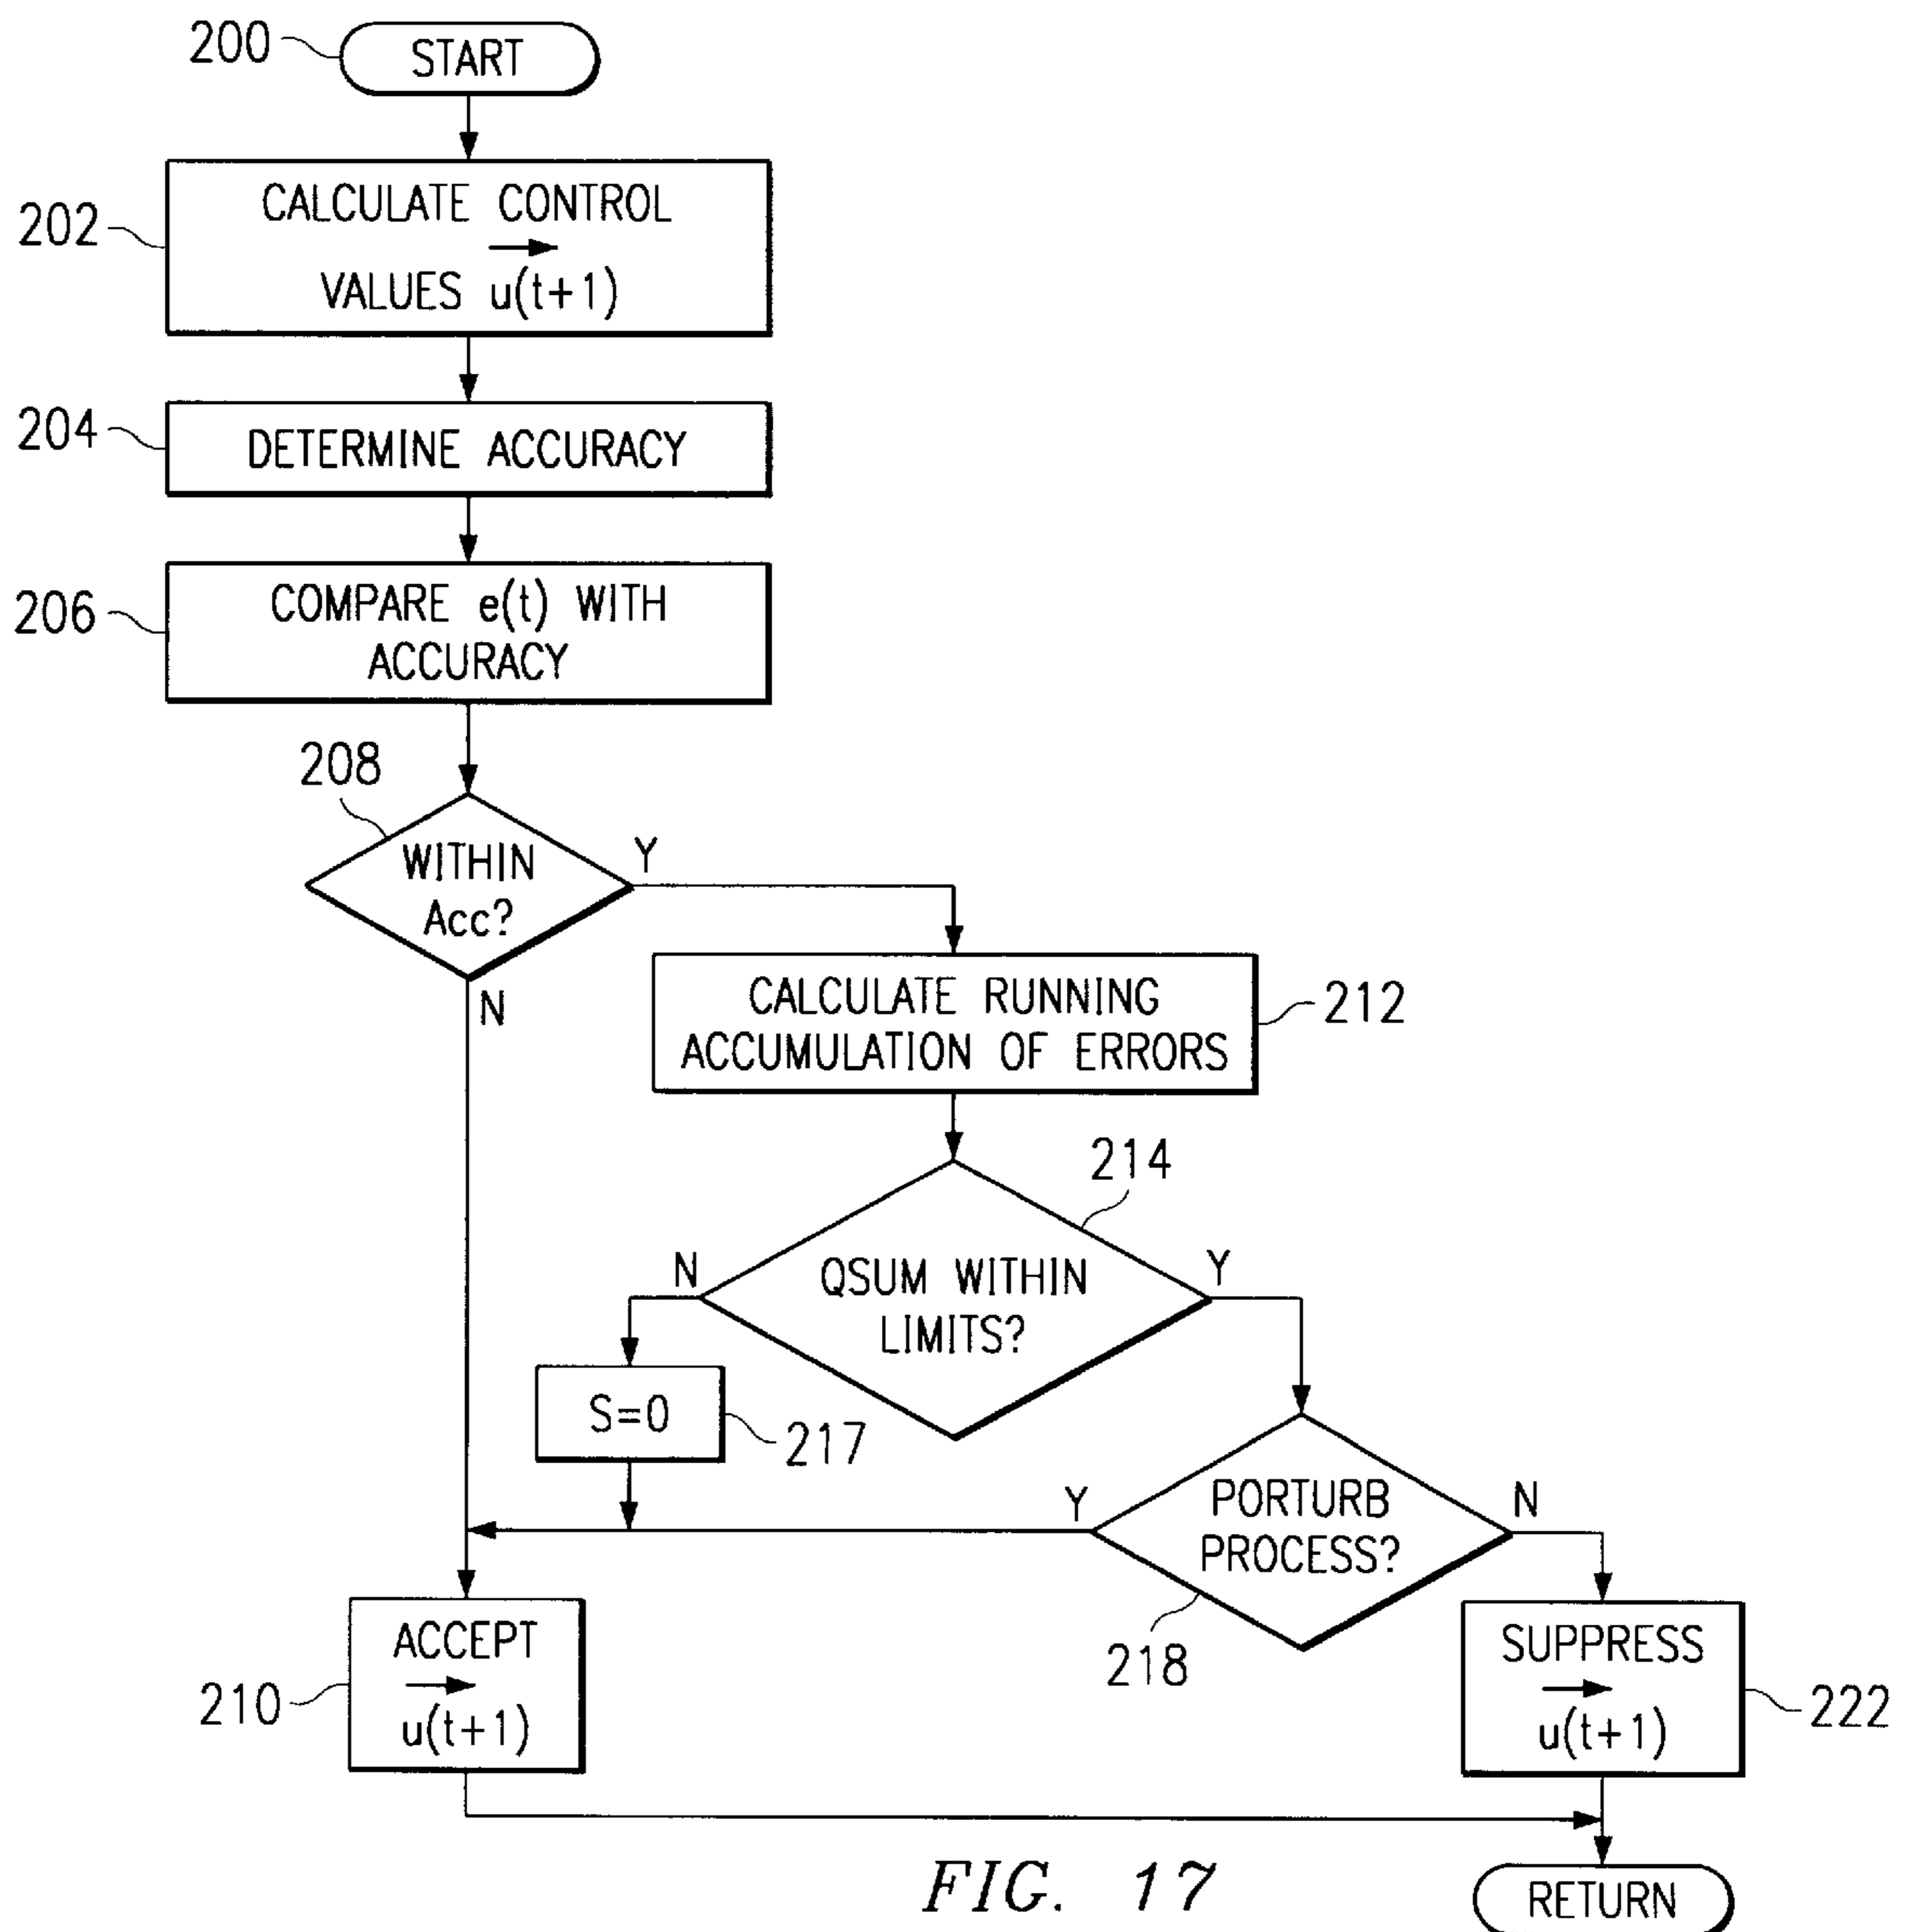 200
START
202
CALCULATE CONTROL
VALUES u(t+1)
204
DETERMINE ACCURACY
206
COMPARE e(t) WITH
ACCURACY
208
WITHIN
Acc?
Y
N
CALCULATE RUNNING
ACCUMULATION OF ERRORS
212
214
QSUM WITHIN
LIMITS?
N
Y
S=0
217
PORTURB
PROCESS?
Y
N
218
ACCEPT
u(t+1)
210
SUPPRESS
u(t+1)
222
RETURN
FIG. 17